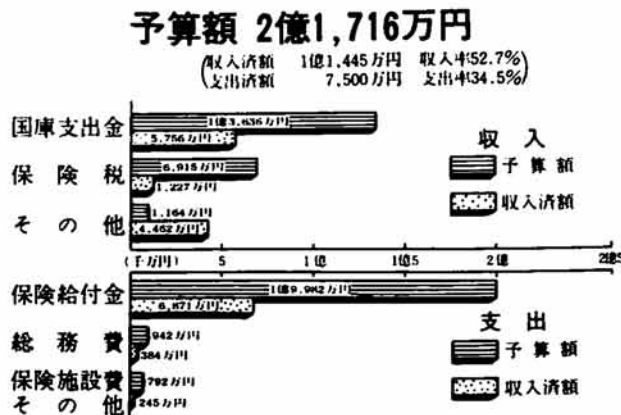 予算額 2億1,716万円
収入済額 1億1,445万円 収入率52.7%
支出済額 7,500万円 支出率34.5%
国庫支出金
1億3,636万円
5,756万円
保険税
6,915万円
1,227万円
その他
1,164万円
4,462万円
収入
予算額
収入済額
(千万円) 5 1億 1億5 2億 2億5
保険給付金
1億9,982万円
6,871万円
総務費
942万円
384万円
保険施設費
792万円
その他
245万円
支出
予算額
収入済額